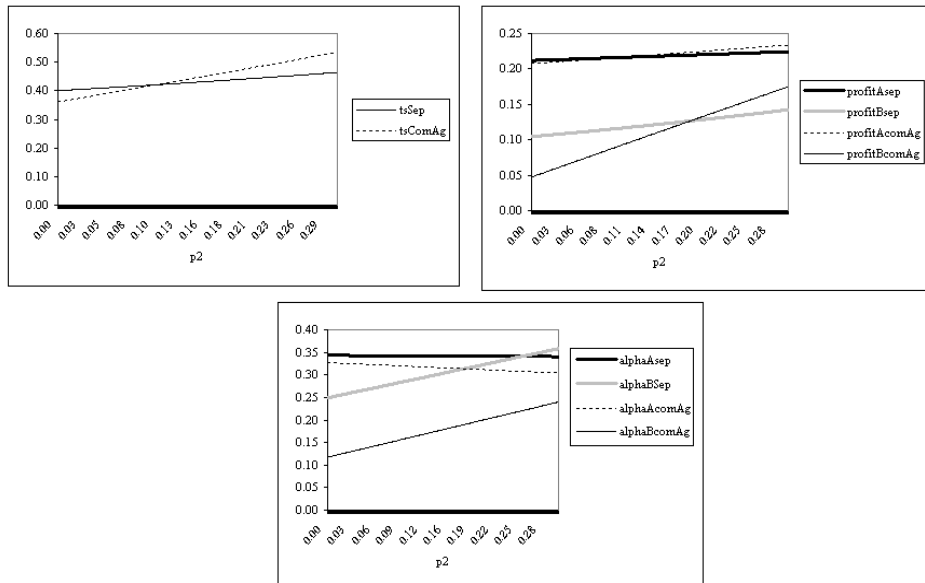 0.60
0.50
0.40
0.30
0.20
0.10
0.00
0.00 0.03 0.05 0.08 0.10 0.13 0.16 0.18 0.21 0.23 0.26 0.29
p2
tsSep
tsComAg
0.25
0.20
0.15
0.10
0.05
0.00
0.00 0.03 0.06 0.08 0.11 0.14 0.17 0.20 0.22 0.25 0.28
p2
profitAsep
profitBsep
profitAcomAg
profitBcomAg
0.40
0.35
0.30
0.25
0.20
0.15
0.10
0.05
0.00
0.00 0.03 0.06 0.09 0.12 0.16 0.19 0.22 0.25 0.28
p2
alphaAsep
alphaBSep
alphaAcomAg
alphaBcomAg